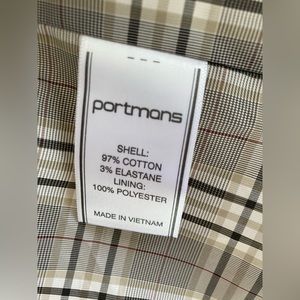 portmans
SHELL:
97% COTTON
3% ELASTANE
LINING:
100% POLYESTER
MADE IN VIETNAM